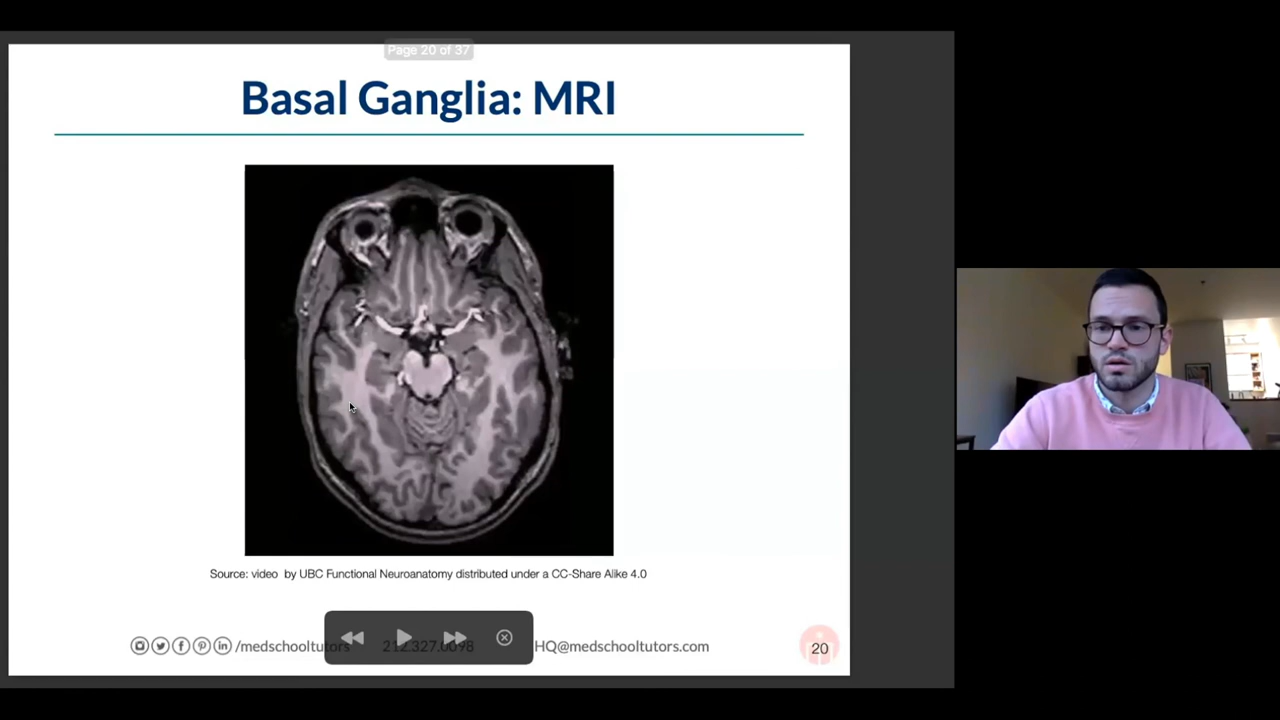 Page 20 of 37
Basal Ganglia: MRI
Source: video by UBC Functional Neuroanatomy distributed under a CC-Share Alike 4.0
/medschooltutors 212.327.0098 HQ@medschooltutors.com
20